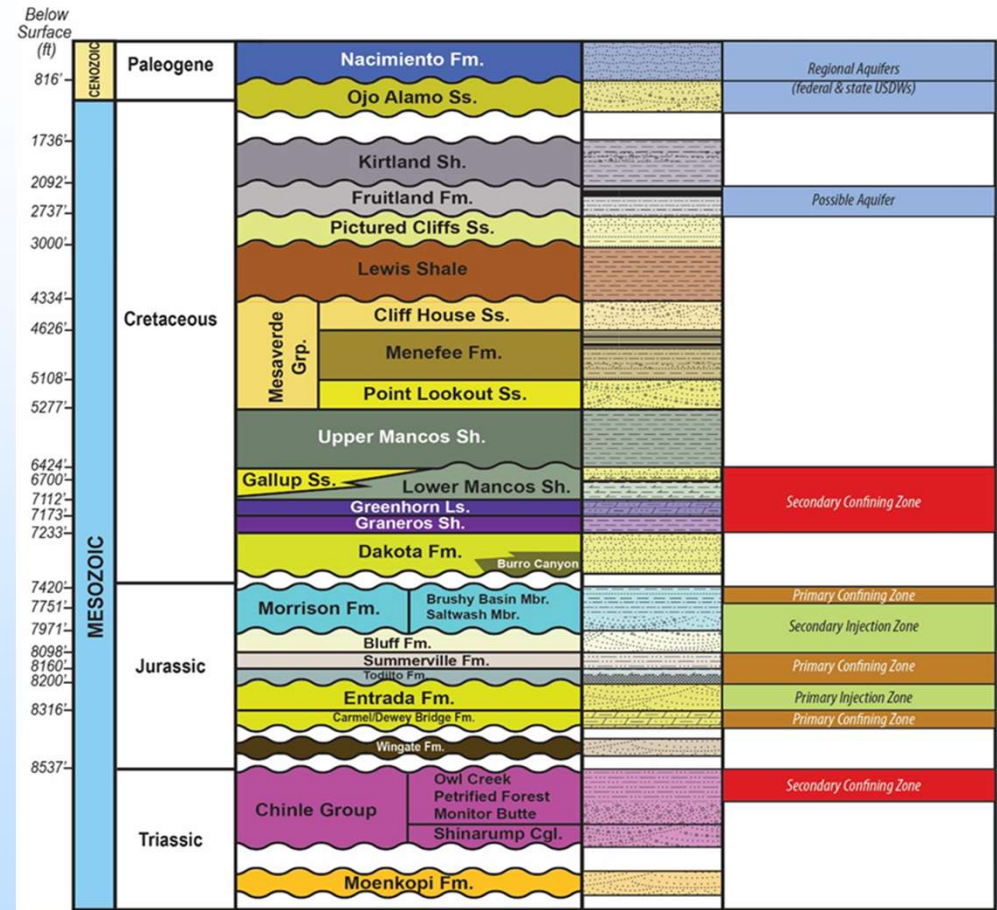 Below
Surface
(ft)
816'
1736'
2092'
2737'
3000'
4334'
4626'
5108'
5277'
6424'
6700'
7112'
7173'
7233'
7420'
7751'
7971'
8098'
8160'
8200'
8316'
8537'
CENOZOIC
MESOZOIC
Paleogene
Cretaceous
Jurassic
Triassic
Nacimiento Fm.
Ojo Alamo Ss.
Kirtland Sh.
Fruitland Fm.
Pictured Cliffs Ss.
Lewis Shale
Mesaverde
Grp.
Cliff House Ss.
Menefee Fm.
Point Lookout Ss.
Upper Mancos Sh.
Gallup Ss.
Lower Mancos Sh.
Greenhorn Ls.
Graneros Sh.
Dakota Fm.
Burro Canyon
Morrison Fm.
Brushy Basin Mbr.
Saltwash Mbr.
Bluff Fm.
Summerville Fm.
Todilto Fm.
Entrada Fm.
Carmel/Dewey Bridge Fm.
Wingate Fm.
Chinle Group
Owl Creek
Petrified Forest
Monitor Butte
Shinarump Cgl.
Moenkopi Fm.
Regional Aquifers
(federal & state USDWs)
Possible Aquifer
Secondary Confining Zone
Primary Confining Zone
Secondary Injection Zone
Primary Confining Zone
Primary Injection Zone
Primary Confining Zone
Secondary Confining Zone